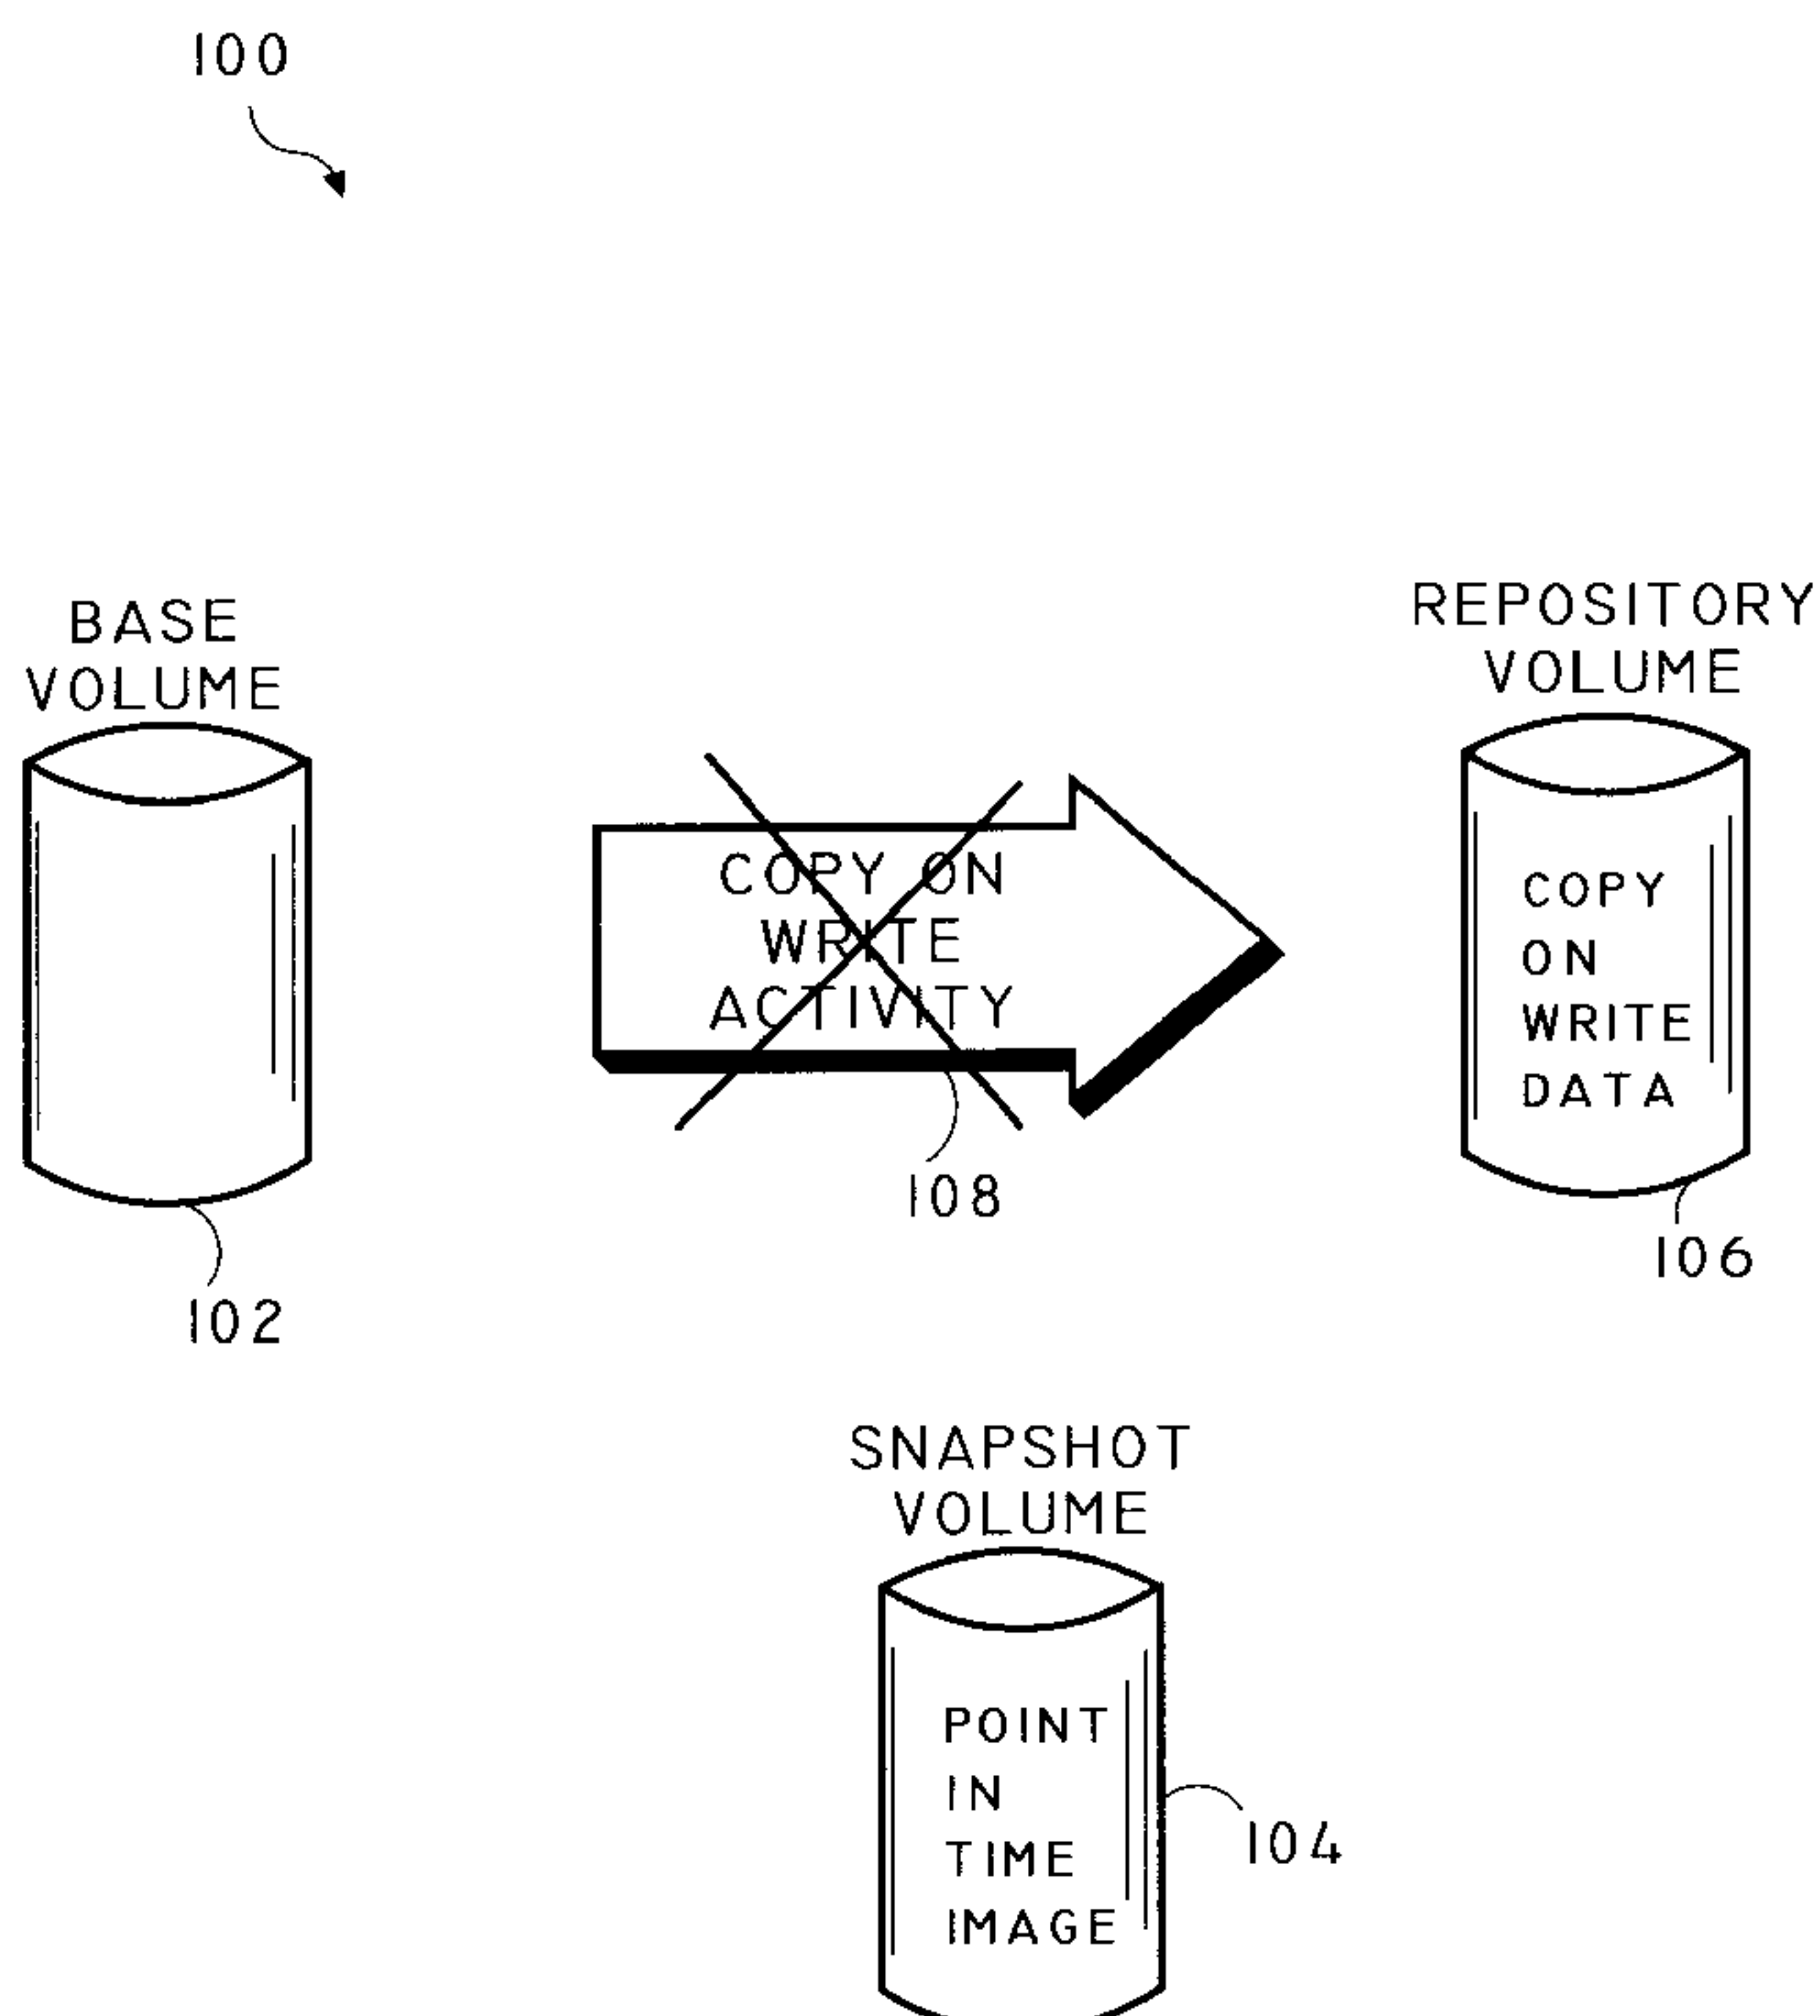 100
BASE
VOLUME
REPOSITORY
VOLUME
COPY ON
WRITE
ACTIVITY
COPY
ON
WRITE
DATA
108
106
102
SNAPSHOT
VOLUME
POINT
IN
TIME
IMAGE
104